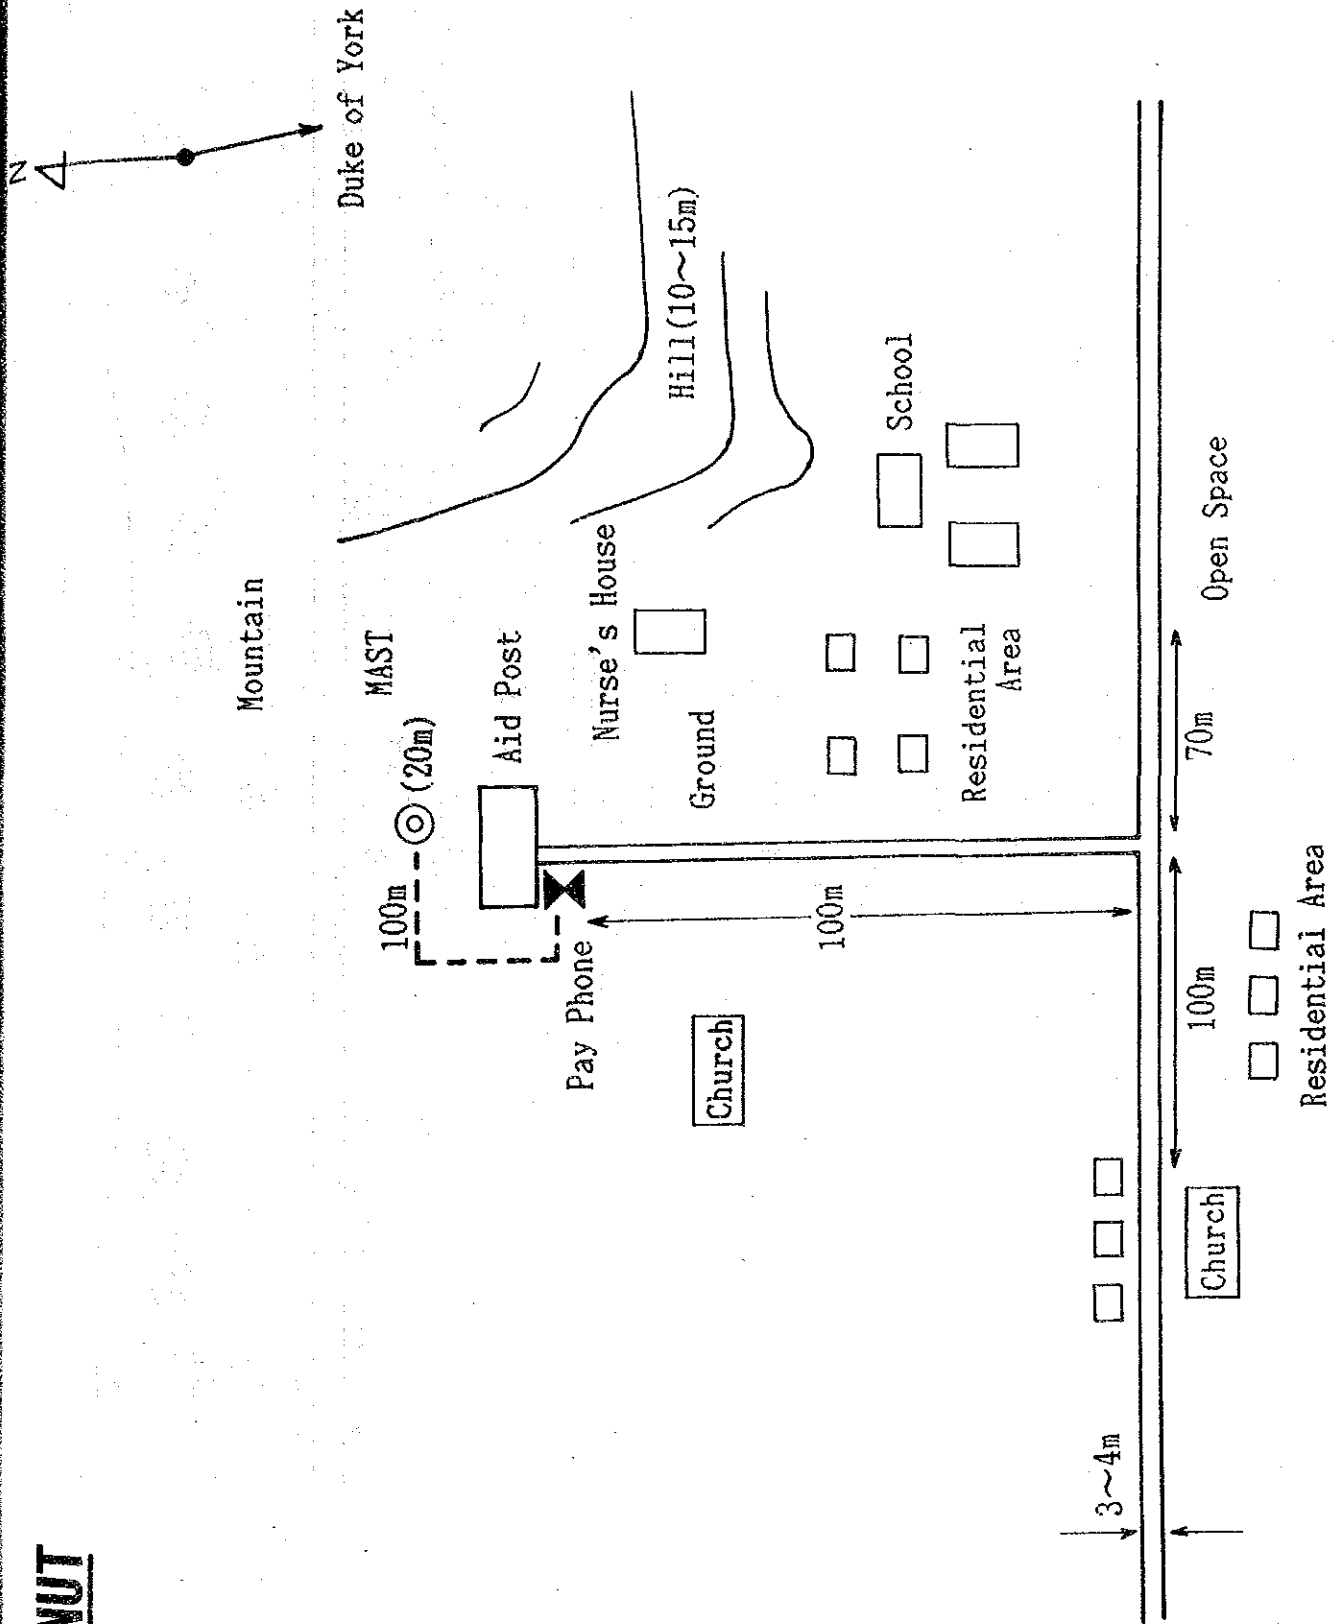 N
Mountain
Duke of York
MAST
100m
(20m)
Aid Post
Pay Phone
Nurse's House
Hill(10~15m)
Ground
Church
100m
School
Residential
Area
3~4m
Church
100m
70m
Open Space
Residential Area